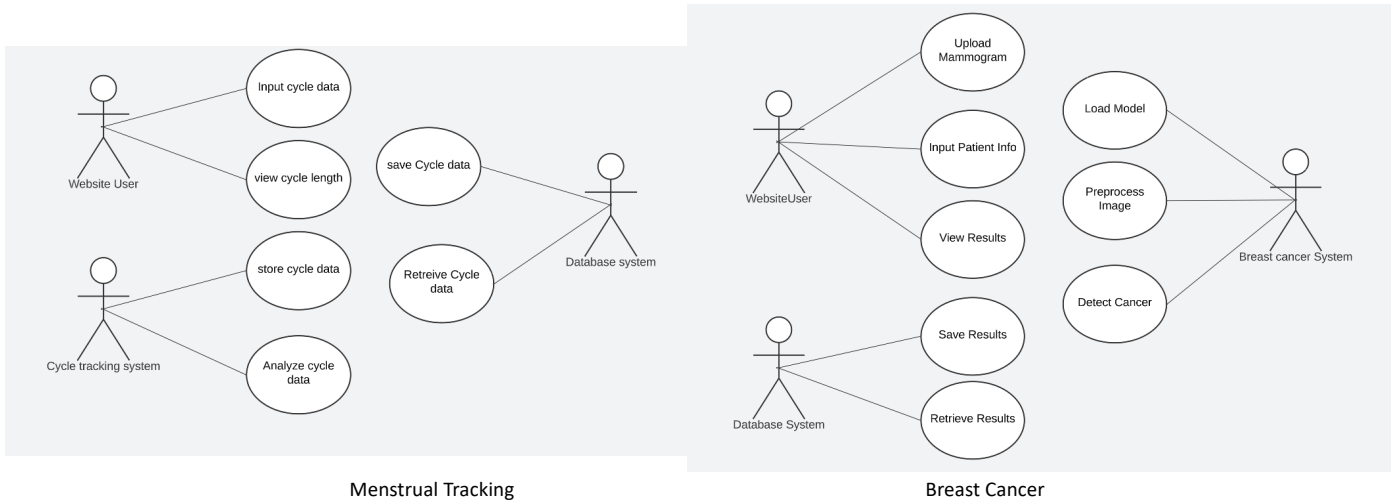 Input cycle data
view cycle length
Website User
save Cycle data
Retreive Cycle
data
Database system
store cycle data
Analyze cycle
data
Cycle tracking system
Menstrual Tracking
Upload
Mammogram
Input Patient Info
View Results
WebsiteUser
Load Model
Preprocess
Image
Detect Cancer
Breast cancer System
Save Results
Retrieve Results
Database System
Breast Cancer